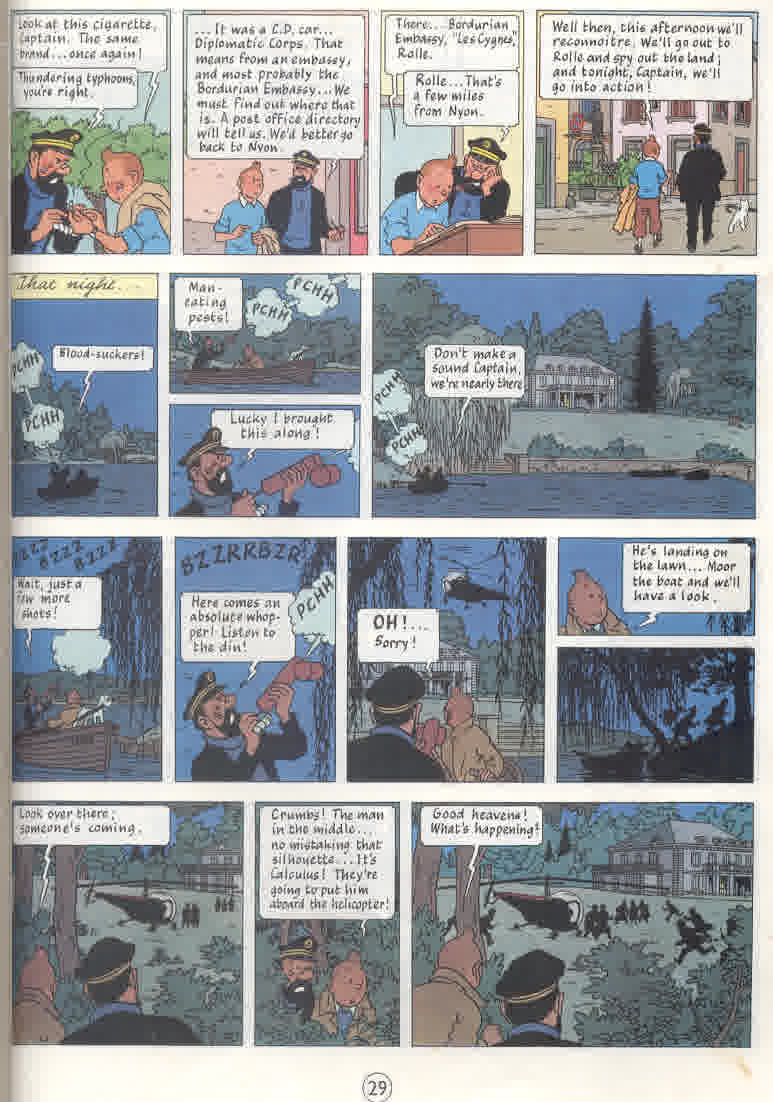 Look at this cigarette,
Captain. The same
brand...once again!
Thundering typhoons,
you're right.
... It was a C.D. car...
Diplomatic Corps. That
means from an embassy,
and most probably the
Bordurian Embassy...We
must find out where that
is. A post office directory
will tell us. We'd better go
back to Nyon.
There... Bordurian
Embassy, "Les Cygnes,"
Rolle.
Rolle...That's
a few miles
from Nyon.
Well then, this afternoon we'll
reconnoitre. We'll go out to
Rolle and spy out the land;
and tonight, Captain, we'll
go into action!
That night...
Blood-suckers!
PCHH
PCHH
Man-
eating
pests!
PCHH
PCHH
Lucky I brought
this along!
Don't make a
sound Captain,
we're nearly there
PCHH
PCHH
BZZZ
BZZZ
BZZZ
Wait, just a
few more
shots!
BZZRRBZR
PCHH
Here comes an
absolute whop-
per! Listen to
the din!
OH!...
Sorry!
He's landing on
the lawn... Moor
the boat and we'll
have a look.
Look over there;
someone's coming.
Crumbs! The man
in the middle...
no mistaking that
silhouette... It's
Calculus! They're
going to put him
aboard the helicopter!
Good heavens!
What's happening?
29